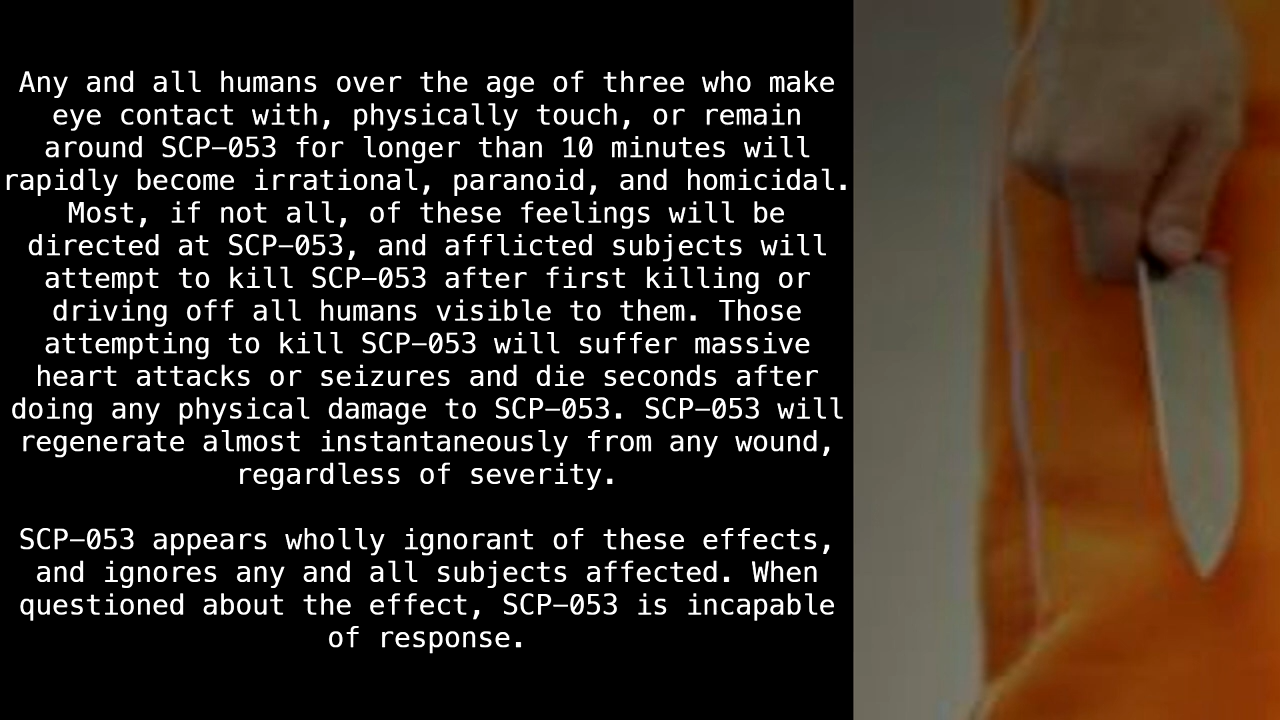 Any and all humans over the age of three who make
eye contact with, physically touch, or remain
around SCP-053 for longer than 10 minutes will
rapidly become irrational, paranoid, and homicidal.
Most, if not all, of these feelings will be
directed at SCP-053, and afflicted subjects will
attempt to kill SCP-053 after first killing or
driving off all humans visible to them. Those
attempting to kill SCP-053 will suffer massive
heart attacks or seizures and die seconds after
doing any physical damage to SCP-053. SCP-053 will
regenerate almost instantaneously from any wound,
regardless of severity.
SCP-053 appears wholly ignorant of these effects,
and ignores any and all subjects affected. When
questioned about the effect, SCP-053 is incapable
of response.